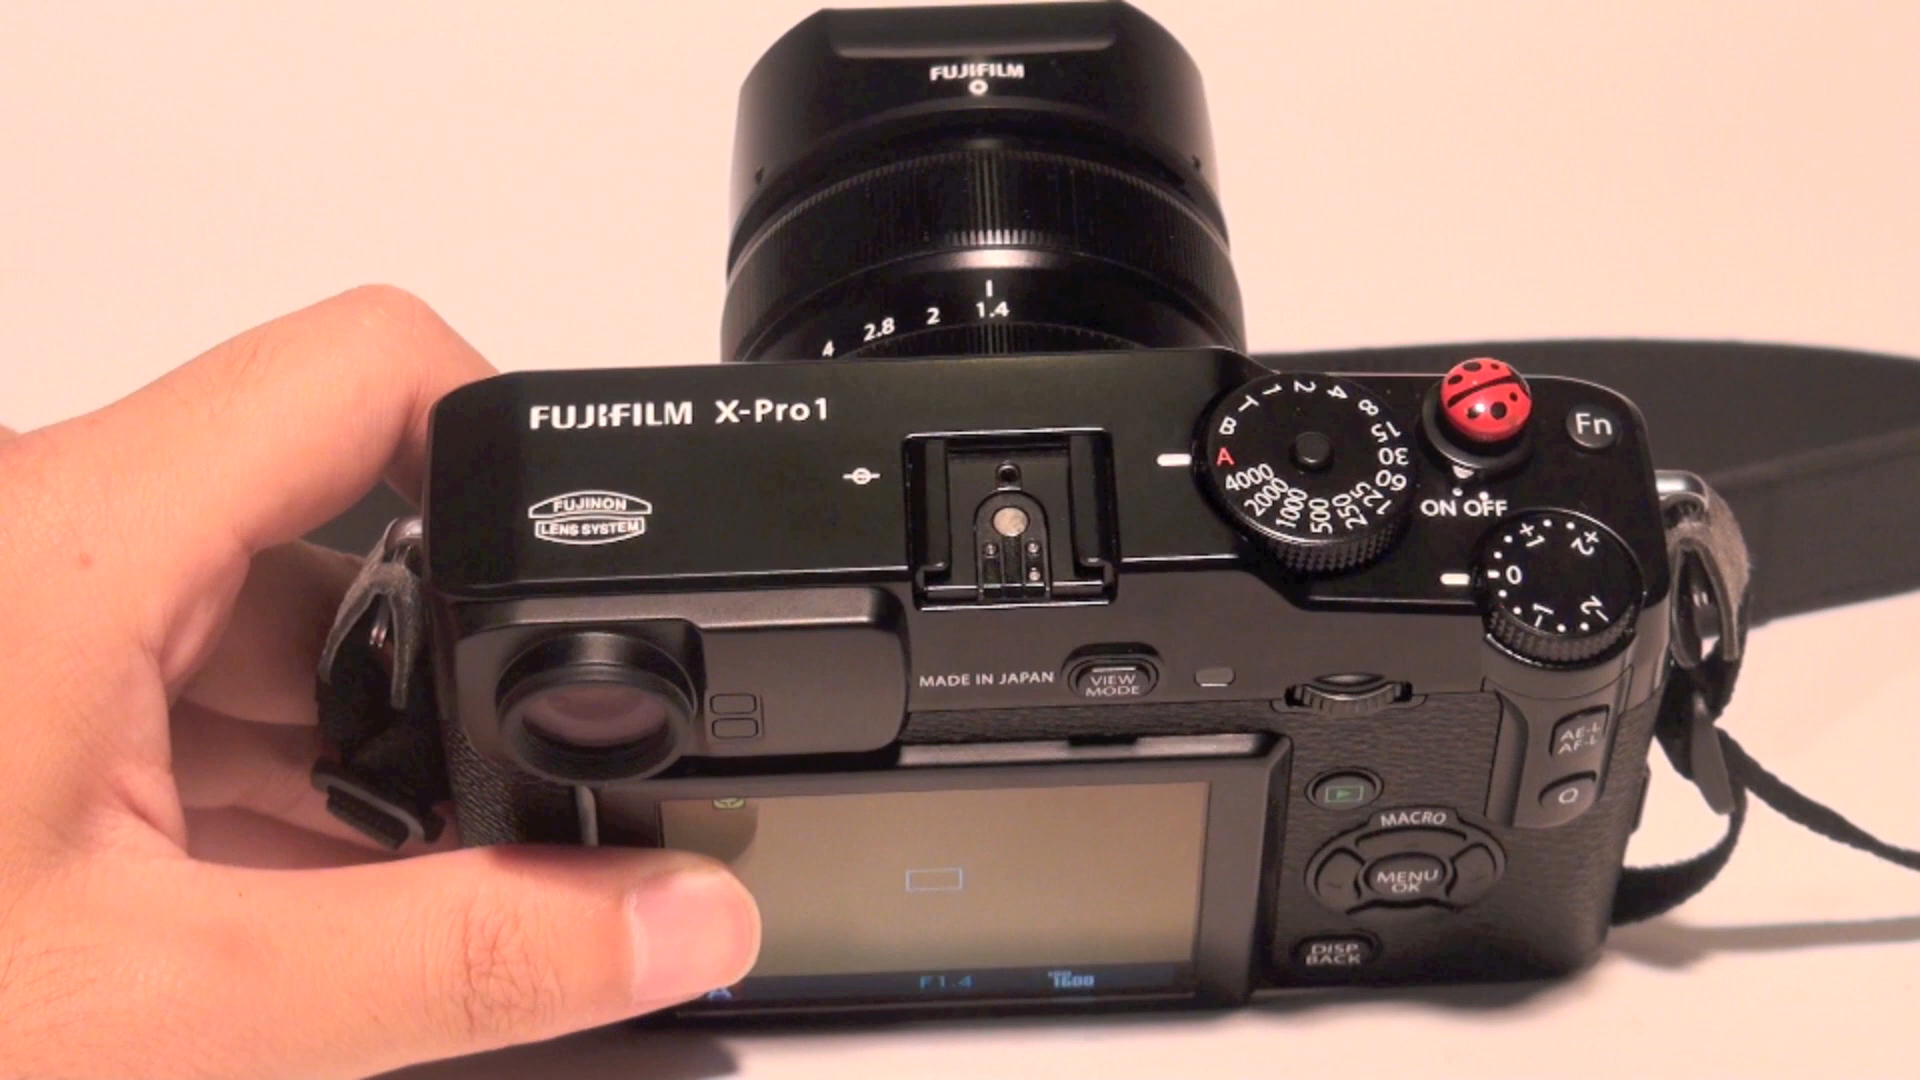 FUJIFILM
4 2.8 2 1.4
FUJIFILM X-Pro1
FUJINON
LENS SYSTEM
A B T 1 2 4 8 15 30 60 125 250 500 1000 2000 4000
Fn
ON OFF
+2 +1 0 -1 -2
MADE IN JAPAN
VIEW
MODE
AE-L
AF-L
Q
MACRO
MENU
OK
DISP
BACK
A F1.4 1600